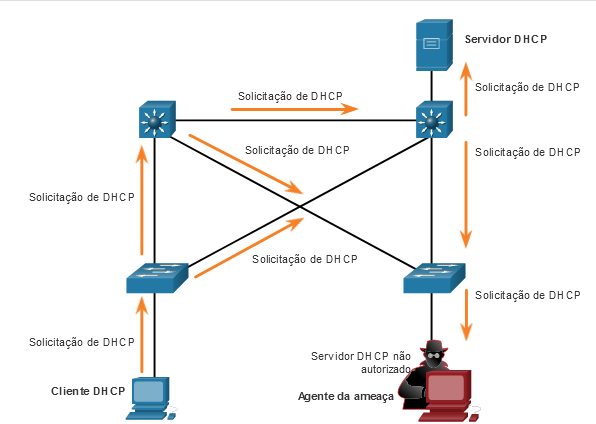 Servidor DHCP
Solicitação de DHCP
Solicitação de DHCP
Solicitação de DHCP
Solicitação de DHCP
Solicitação de DHCP
Solicitação de DHCP
Solicitação de DHCP
Solicitação de DHCP
Servidor DHCP não
autorizado
Cliente DHCP
Agente da ameaça